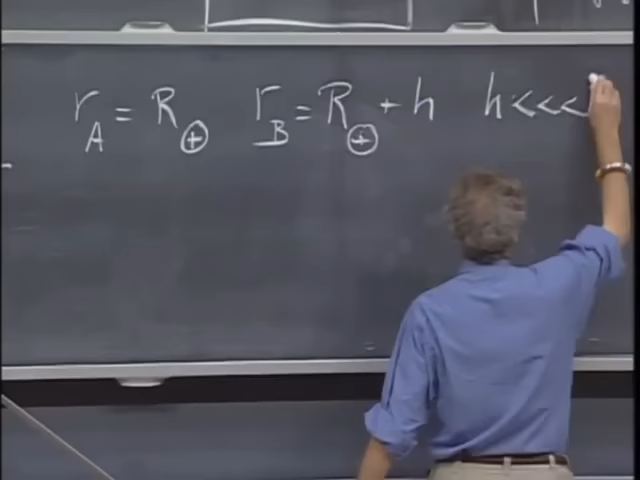 r_A = R_⊕ r_B = R_⊕ + h h<<<